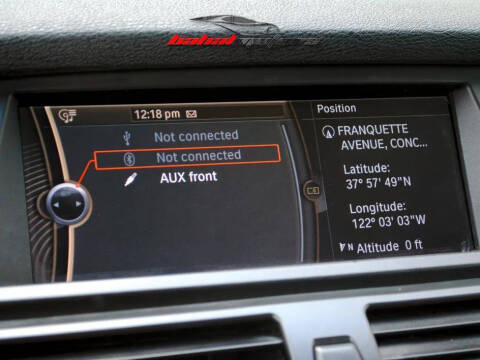 12:18 pm
Not connected
Not connected
AUX front
Position
FRANQUETTE
AVENUE, CONC...
Latitude:
37° 57' 49"N
Longitude:
122° 03' 03"W
N Altitude 0 ft